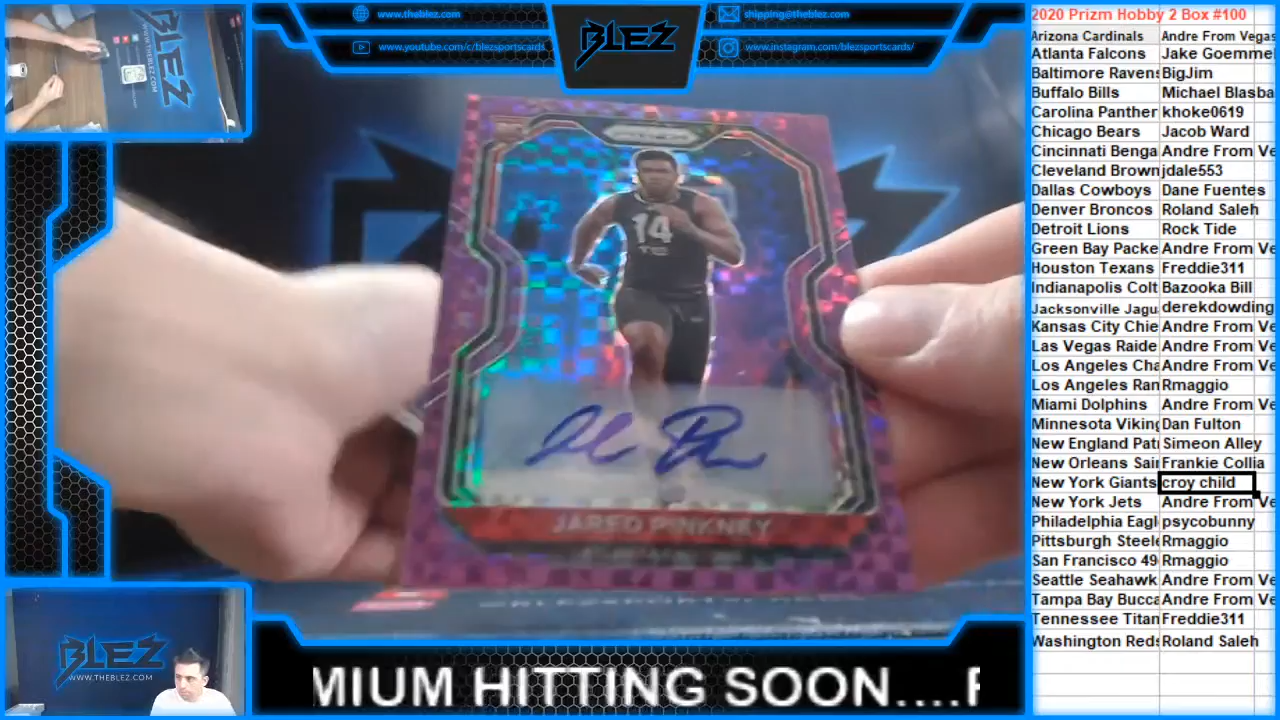 www.theblez.com
www.youtube.com/c/blezsportscards
BLEZ
shipping@theblez.com
www.instagram.com/blezsportscards/
PRIZM
14
JARED PINKNEY
BLEZ
WWW.THEBLEZ.COM
MIUM HITTING SOON....F
2020 Prizm Hobby 2 Box #100
Arizona Cardinals Andre From Vegas
Atlanta Falcons Jake Goemme
Baltimore Ravens BigJim
Buffalo Bills Michael Blasba
Carolina Panther khoke0619
Chicago Bears Jacob Ward
Cincinnati Benga Andre From Ve
Cleveland Brown jdale553
Dallas Cowboys Dane Fuentes
Denver Broncos Roland Saleh
Detroit Lions Rock Tide
Green Bay Packe Andre From Ve
Houston Texans Freddie311
Indianapolis Colt Bazooka Bill
Jacksonville Jagu derekdowding
Kansas City Chie Andre From Ve
Las Vegas Raide Andre From Ve
Los Angeles Cha Andre From Ve
Los Angeles Ran Rmaggio
Miami Dolphins Andre From Ve
Minnesota Viking Dan Fulton
New England Pat Simeon Alley
New Orleans Sai Frankie Collia
New York Giants croy child
New York Jets Andre From Ve
Philadelphia Eagl psycobunny
Pittsburgh Steele Rmaggio
San Francisco 49 Rmaggio
Seattle Seahawk Andre From Ve
Tampa Bay Bucca Andre From Ve
Tennessee Titan Freddie311
Washington Reds Roland Saleh